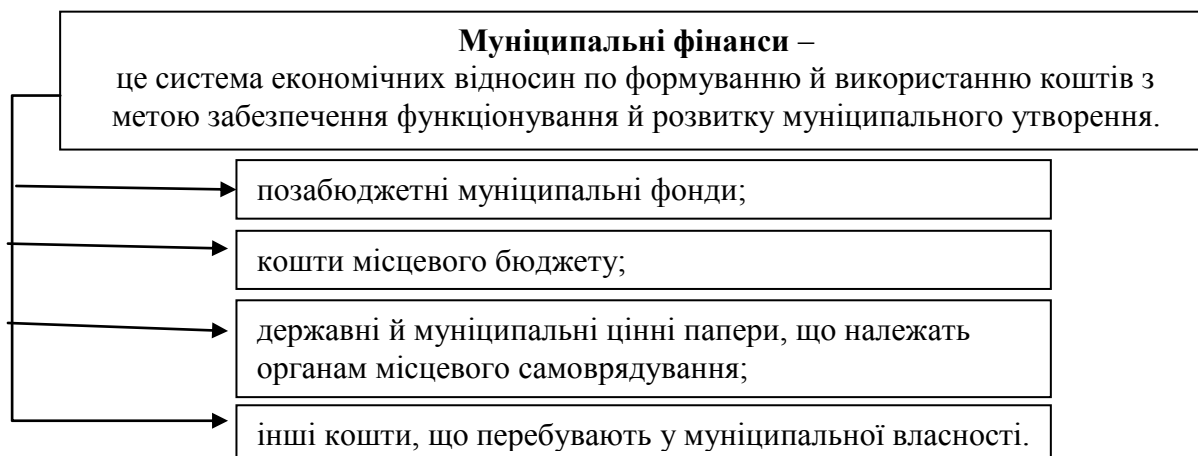 Муніципальні фінанси –
це система економічних відносин по формуванню й використанню коштів з
метою забезпечення функціонування й розвитку муніципального утворення.
позабюджетні муніципальні фонди;
кошти місцевого бюджету;
державні й муніципальні цінні папери, що належать
органам місцевого самоврядування;
інші кошти, що перебувають у муніципальної власності.